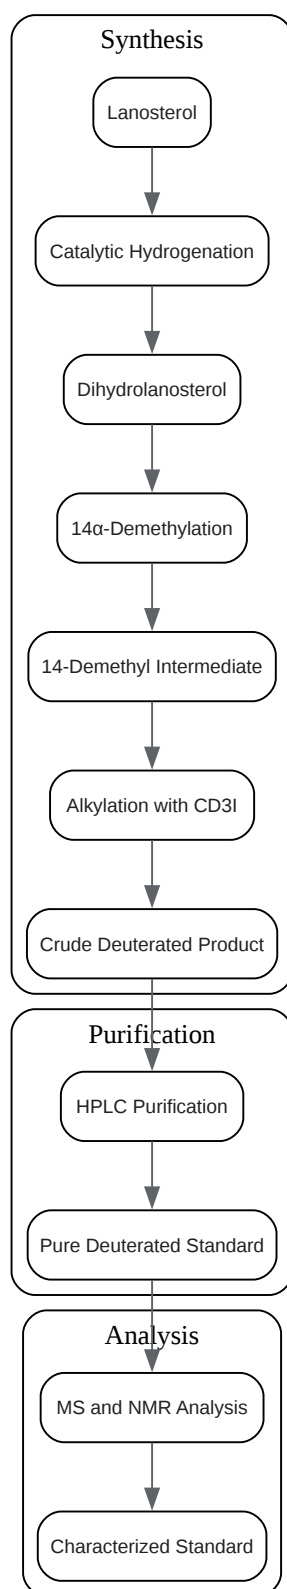 Synthesis
Lanosterol
Catalytic Hydrogenation
Dihydrolanosterol
14α-Demethylation
14-Demethyl Intermediate
Alkylation with CD3I
Crude Deuterated Product
Purification
HPLC Purification
Pure Deuterated Standard
Analysis
MS and NMR Analysis
Characterized Standard